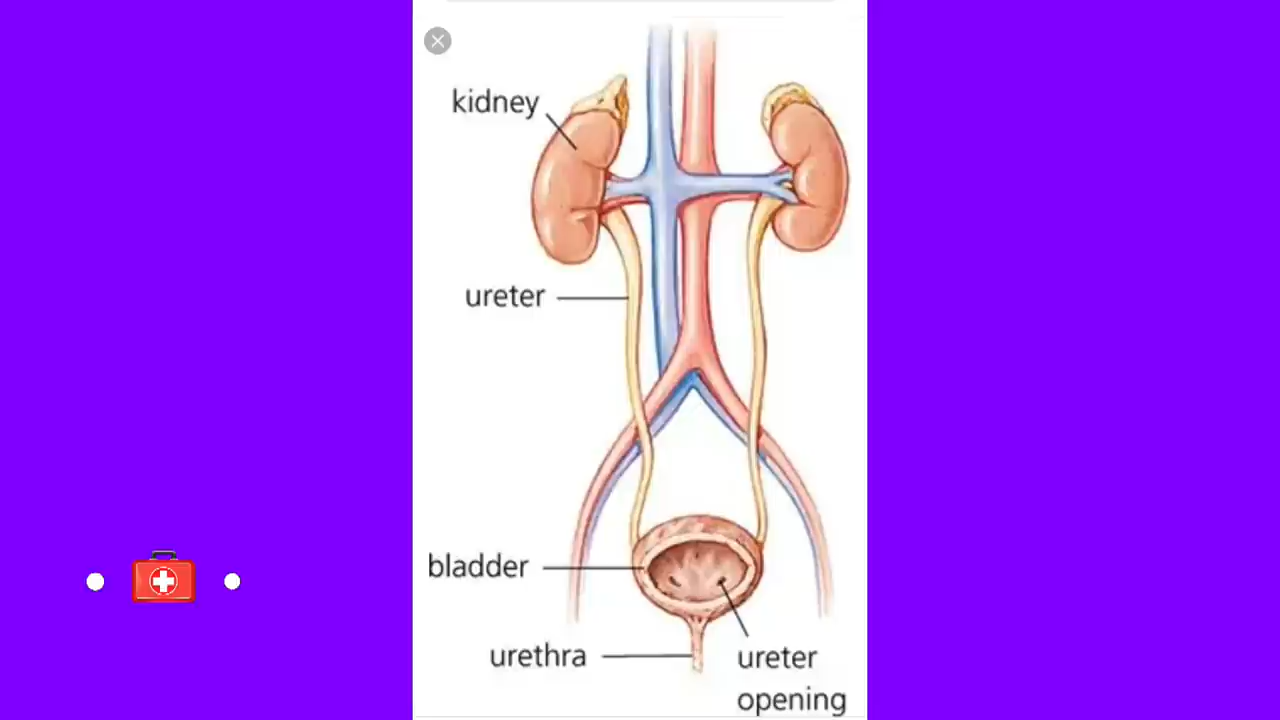 kidney
ureter
bladder
urethra
ureter
opening